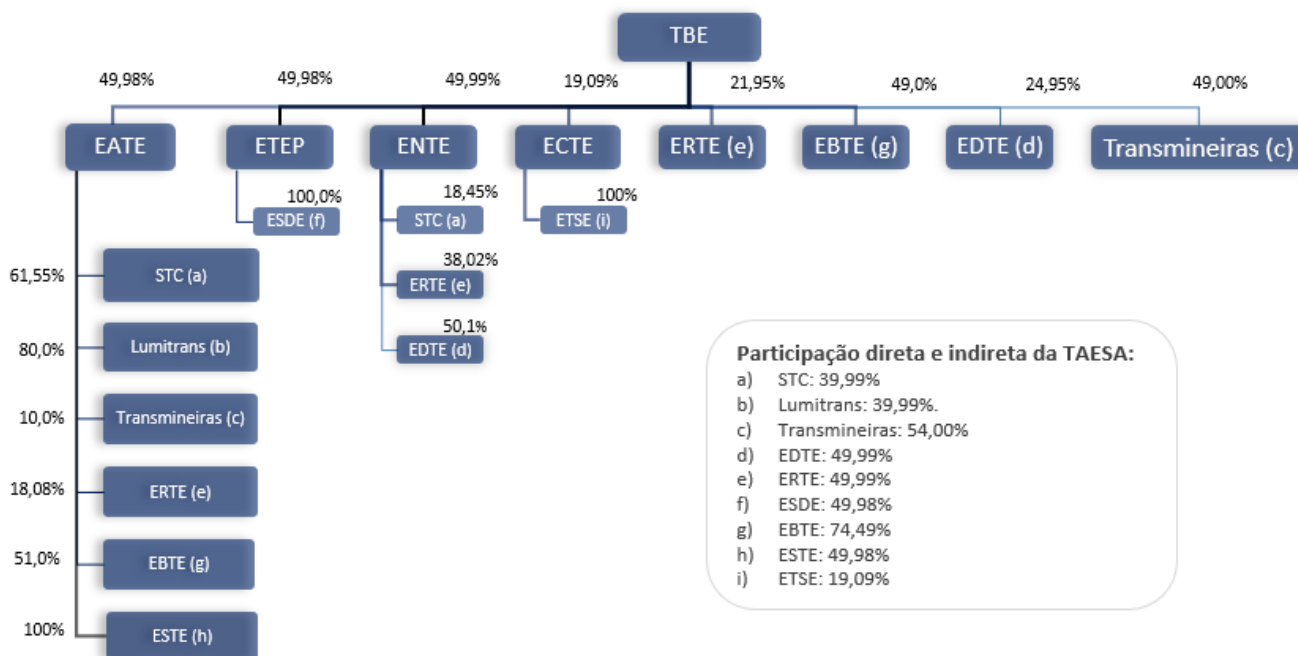 TBE
49,98%
49,98%
49,99%
19,09%
21,95%
49,0%
24,95%
49,00%
EATE
ETEP
ENTE
ECTE
ERTE (e)
EBTE (g)
EDTE (d)
Transmineiras (c)
100,0%
ESDE (f)
18,45%
STC (a)
100%
ETSE (i)
38,02%
ERTE (e)
50,1%
EDTE (d)
61,55%
STC (a)
80,0%
Lumitrans (b)
10,0%
Transmineiras (c)
18,08%
ERTE (e)
51,0%
EBTE (g)
100%
ESTE (h)
Participação direta e indireta da TAESA:
a) STC: 39,99%
b) Lumitrans: 39,99%.
c) Transmineiras: 54,00%
d) EDTE: 49,99%
e) ERTE: 49,99%
f) ESDE: 49,98%
g) EBTE: 74,49%
h) ESTE: 49,98%
i) ETSE: 19,09%